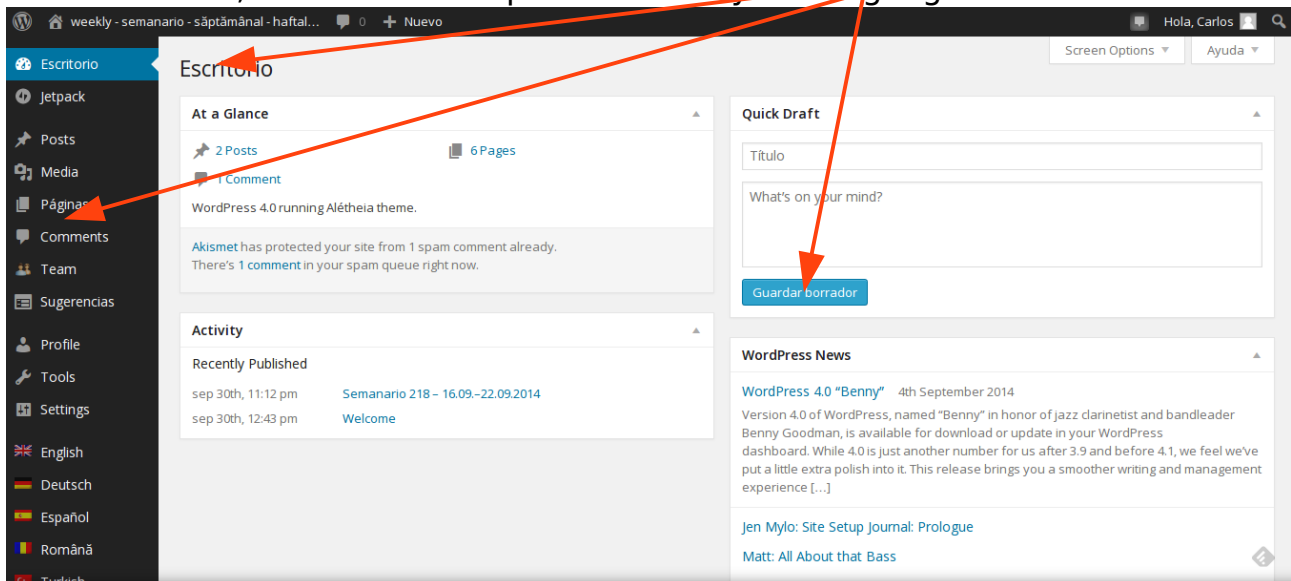 weekly - semanario - săptămânal - haftal... 0 + Nuevo Hola, Carlos
Screen Options Ayuda
Escritorio
Jetpack
Posts
Media
Páginas
Comments
Team
Sugerencias
Profile
Tools
Settings
English
Deutsch
Español
Română
Escritorio
At a Glance
2 Posts 6 Pages
1 Comment
WordPress 4.0 running Alétheia theme.
Akismet has protected your site from 1 spam comment already.
There's 1 comment in your spam queue right now.
Activity
Recently Published
sep 30th, 11:12 pm Semanario 218 – 16.09.–22.09.2014
sep 30th, 12:43 pm Welcome
Quick Draft
Título
What's on your mind?
Guardar borrador
WordPress News
WordPress 4.0 “Benny” 4th September 2014
Version 4.0 of WordPress, named “Benny” in honor of jazz clarinetist and bandleader
Benny Goodman, is available for download or update in your WordPress
dashboard. While 4.0 is just another number for us after 3.9 and before 4.1, we feel we've
put a little extra polish into it. This release brings you a smoother writing and management
experience […]
Jen Mylo: Site Setup Journal: Prologue
Matt: All About that Bass